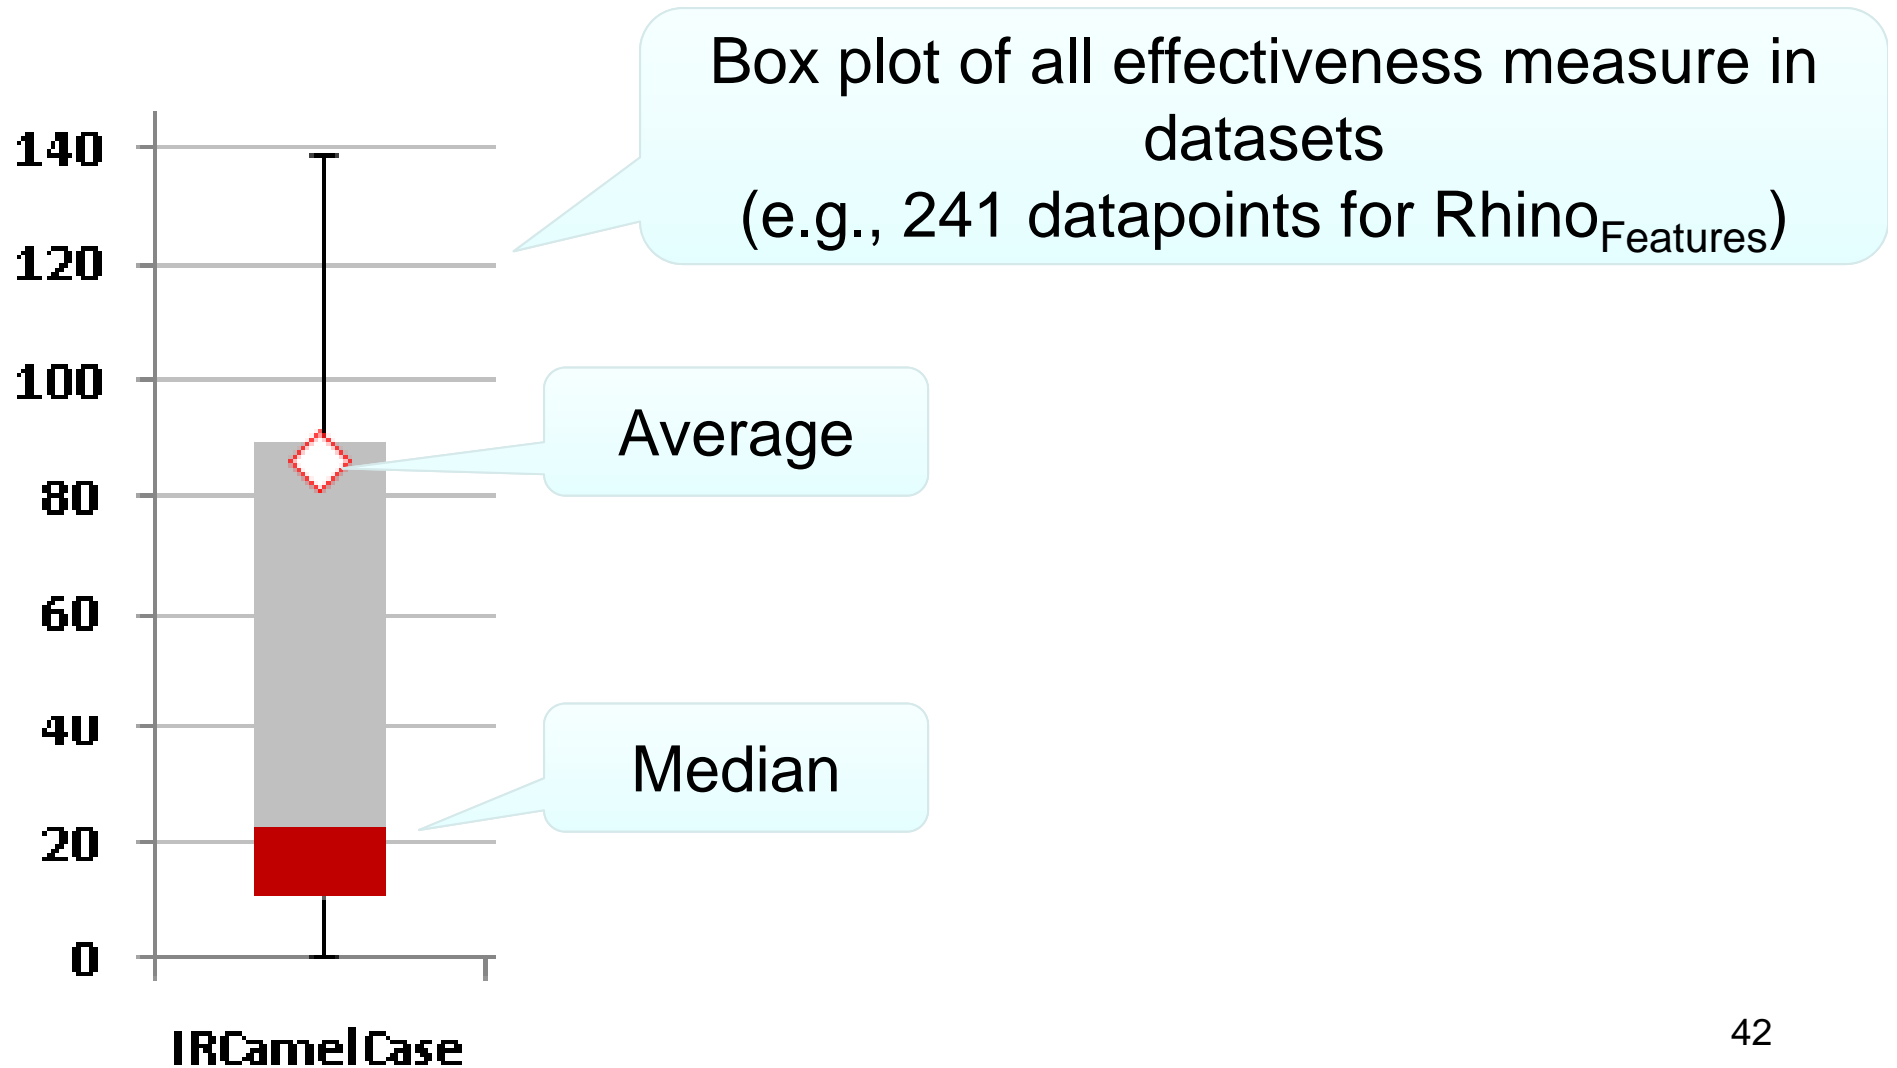 Box plot of all effectiveness measure in
datasets
(e.g., 241 datapoints for RhinoFeatures)
140
120
100
80
60
40
20
0
Average
Median
IRCamelCase
42